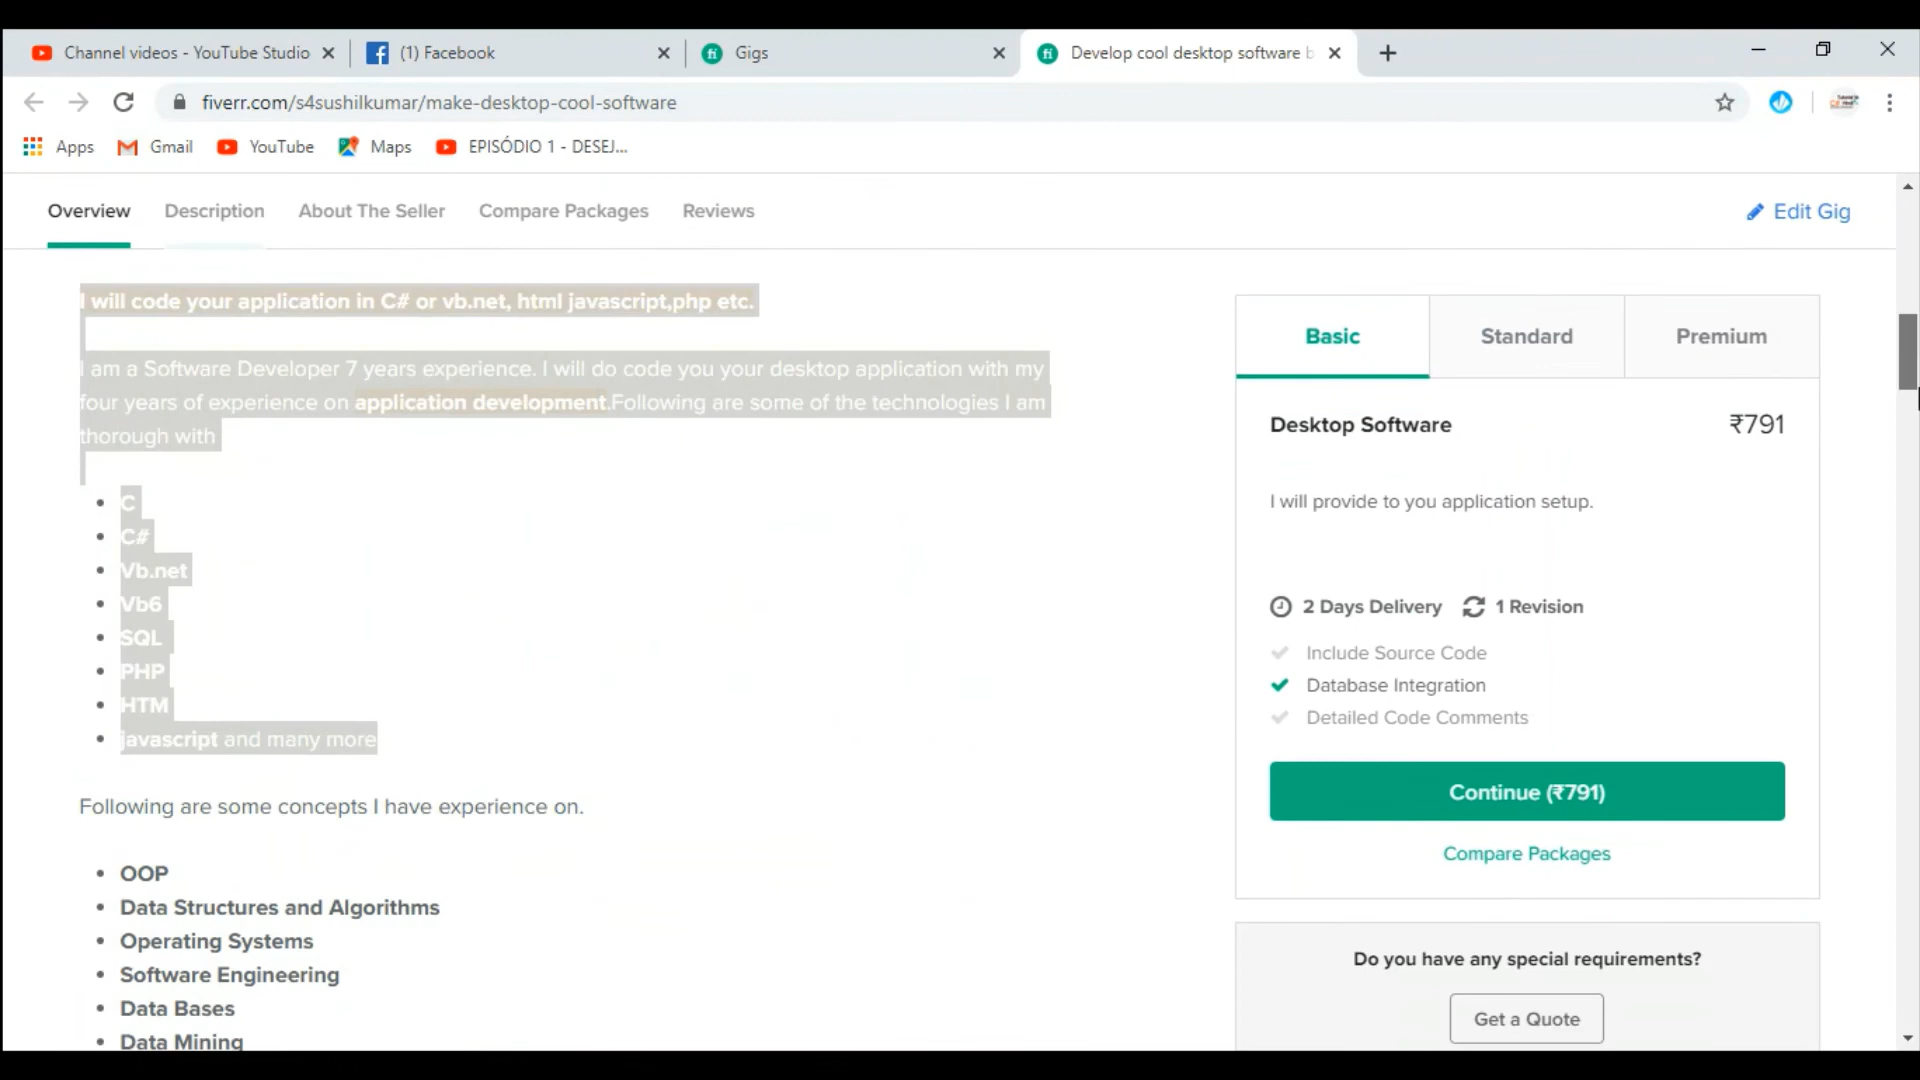 Channel videos - YouTube Studio
(1) Facebook
Gigs
Develop cool desktop software b
fiverr.com/s4sushilkumar/make-desktop-cool-software
Apps
Gmail
YouTube
Maps
EPISÓDIO 1 - DESEJ...
Overview
Description
About The Seller
Compare Packages
Reviews
Edit Gig
I will code your application in C# or vb.net, html javascript,php etc.
I am a Software Developer 7 years experience. I will do code you your desktop application with my
four years of experience on application development.Following are some of the technologies I am
thorough with
C
C#
Vb.net
Vb6
SQL
PHP
HTM
javascript and many more
Following are some concepts I have experience on.
OOP
Data Structures and Algorithms
Operating Systems
Software Engineering
Data Bases
Data Mining
Basic
Standard
Premium
Desktop Software
₹791
I will provide to you application setup.
2 Days Delivery
1 Revision
Include Source Code
Database Integration
Detailed Code Comments
Continue (₹791)
Compare Packages
Do you have any special requirements?
Get a Quote